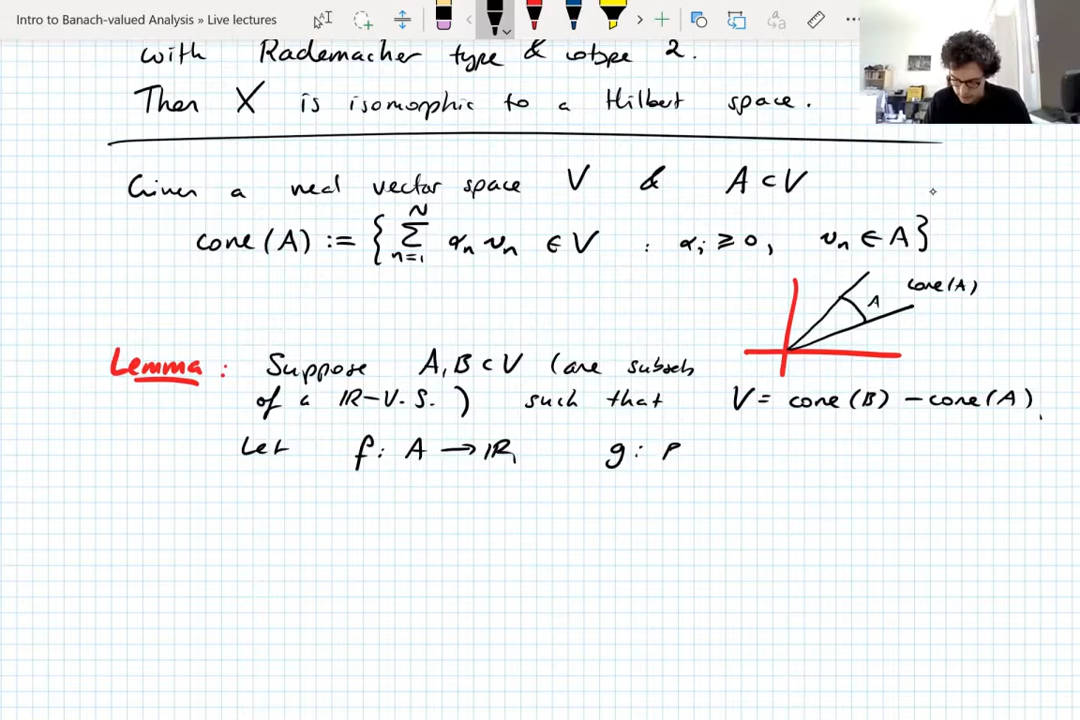 Intro to Banach-valued Analysis » Live lectures
with Rademacher type & cotype 2.
Then X is isomorphic to a Hilbert space.
Given a real vector space V & A ⊂ V
cone(A) := { ∑_{n=1}^{N} α_n v_n ∈ V : α_i ≥ 0, v_n ∈ A }
cone(A)
A
Lemma : Suppose A, B ⊂ V (are subsets
of a IR-V.S.) such that V = cone(B) - cone(A).
Let f: A → IR, g: